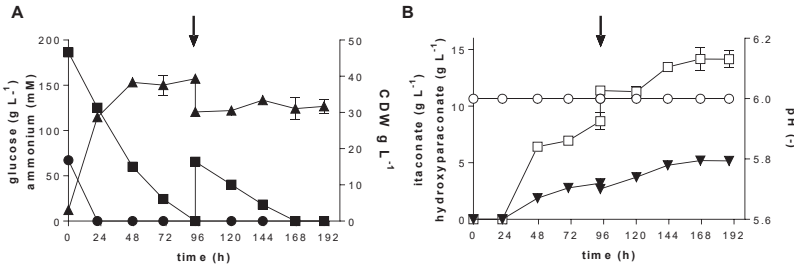 A
B
200
150
100
50
0
glucose (g L-1)
ammonium (mM)
50
40
30
20
10
0
CDW g L-1
0 24 48 72 96 120 144 168 192
time (h)
15
10
5
0
itaconate (g L-1)
hydroxyparaconate (g L-1)
6.2
6.0
5.8
5.6
pH (-)
0 24 48 72 96 120 144 168 192
time (h)